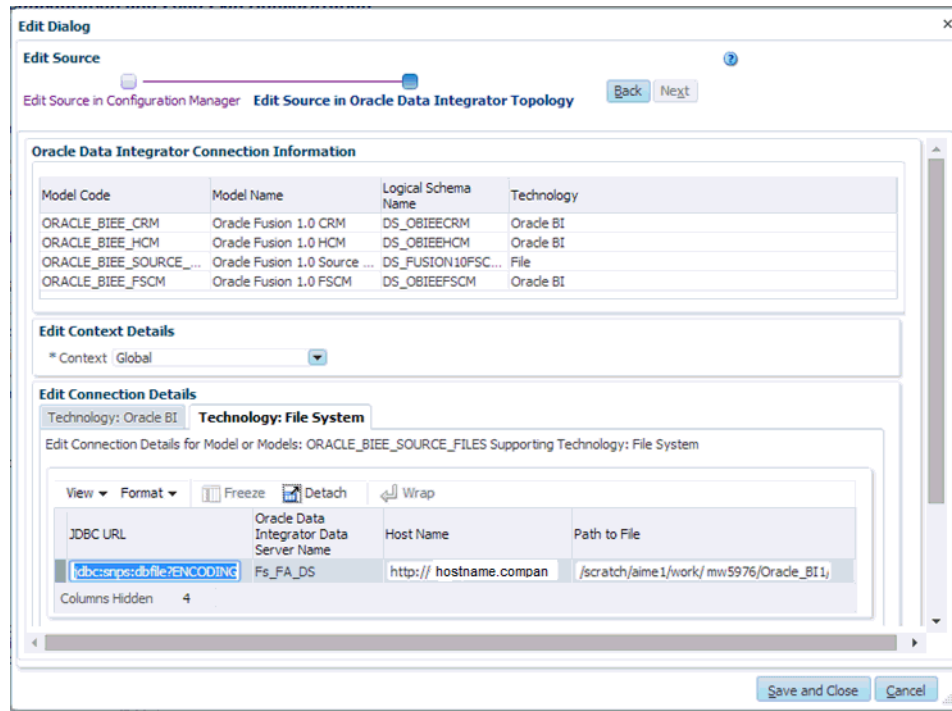 Edit Dialog
Edit Source
Edit Source in Configuration Manager Edit Source in Oracle Data Integrator Topology Back Next
Oracle Data Integrator Connection Information
Model Code Model Name Logical Schema Name Technology
ORACLE_BIEE_CRM Oracle Fusion 1.0 CRM DS_OBIEECRM Oracle BI
ORACLE_BIEE_HCM Oracle Fusion 1.0 HCM DS_OBIEEHCM Oracle BI
ORACLE_BIEE_SOURCE_... Oracle Fusion 1.0 Source ... DS_FUSION10FSC... File
ORACLE_BIEE_FSCM Oracle Fusion 1.0 FSCM DS_OBIEEFSCM Oracle BI
Edit Context Details
* Context Global
Edit Connection Details
Technology: Oracle BI Technology: File System
Edit Connection Details for Model or Models: ORACLE_BIEE_SOURCE_FILES Supporting Technology: File System
View Format Freeze Detach Wrap
JDBC URL Oracle Data Integrator Data Server Name Host Name Path to File
jdbc:snps:dbfile?ENCODING Fs_FA_DS http:// hostname.compan /scratch/aime1/work/ mw5976/Oracle_BI1/
Columns Hidden 4
Save and Close Cancel